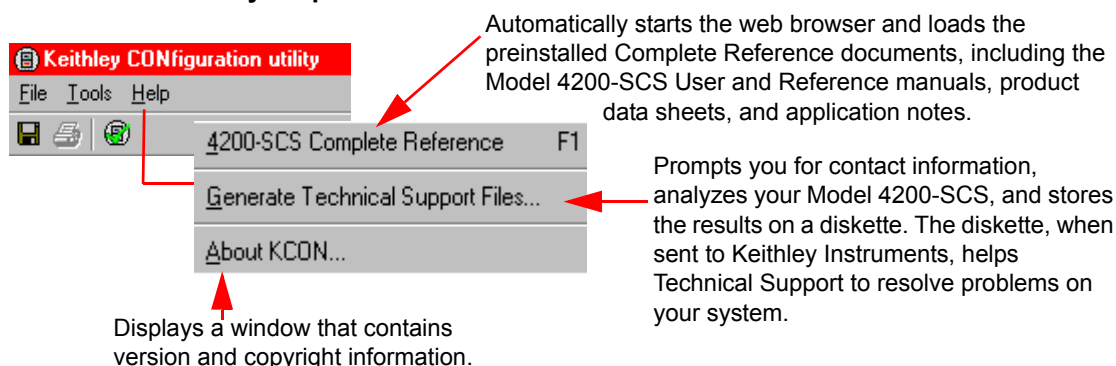 Automatically starts the web browser and loads the
preinstalled Complete Reference documents, including the
Model 4200-SCS User and Reference manuals, product
data sheets, and application notes.
Keithley CONfiguration utility
File Tools Help
4200-SCS Complete Reference F1
Generate Technical Support Files...
About KCON...
Prompts you for contact information,
analyzes your Model 4200-SCS, and stores
the results on a diskette. The diskette, when
sent to Keithley Instruments, helps
Technical Support to resolve problems on
your system.
Displays a window that contains
version and copyright information.